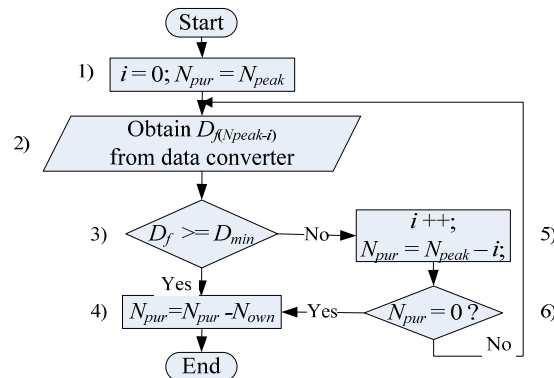 Start
1)
i = 0; N_pur = N_peak
2)
Obtain D_f(Npeak-i)
from data converter
3)
D_f >= D_min
No
i ++;
N_pur = N_peak – i;
5)
Yes
4)
N_pur=N_pur -N_own
Yes
N_pur = 0 ?
6)
No
End